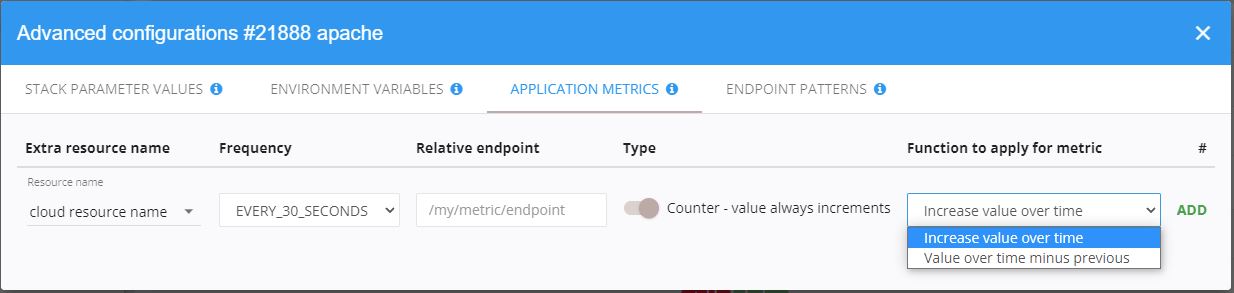 Advanced configurations #21888 apache
STACK PARAMETER VALUES ENVIRONMENT VARIABLES APPLICATION METRICS ENDPOINT PATTERNS
Extra resource name Frequency Relative endpoint Type Function to apply for metric #
Resource name
cloud resource name EVERY_30_SECONDS /my/metric/endpoint Counter - value always increments Increase value over time ADD
Increase value over time
Value over time minus previous